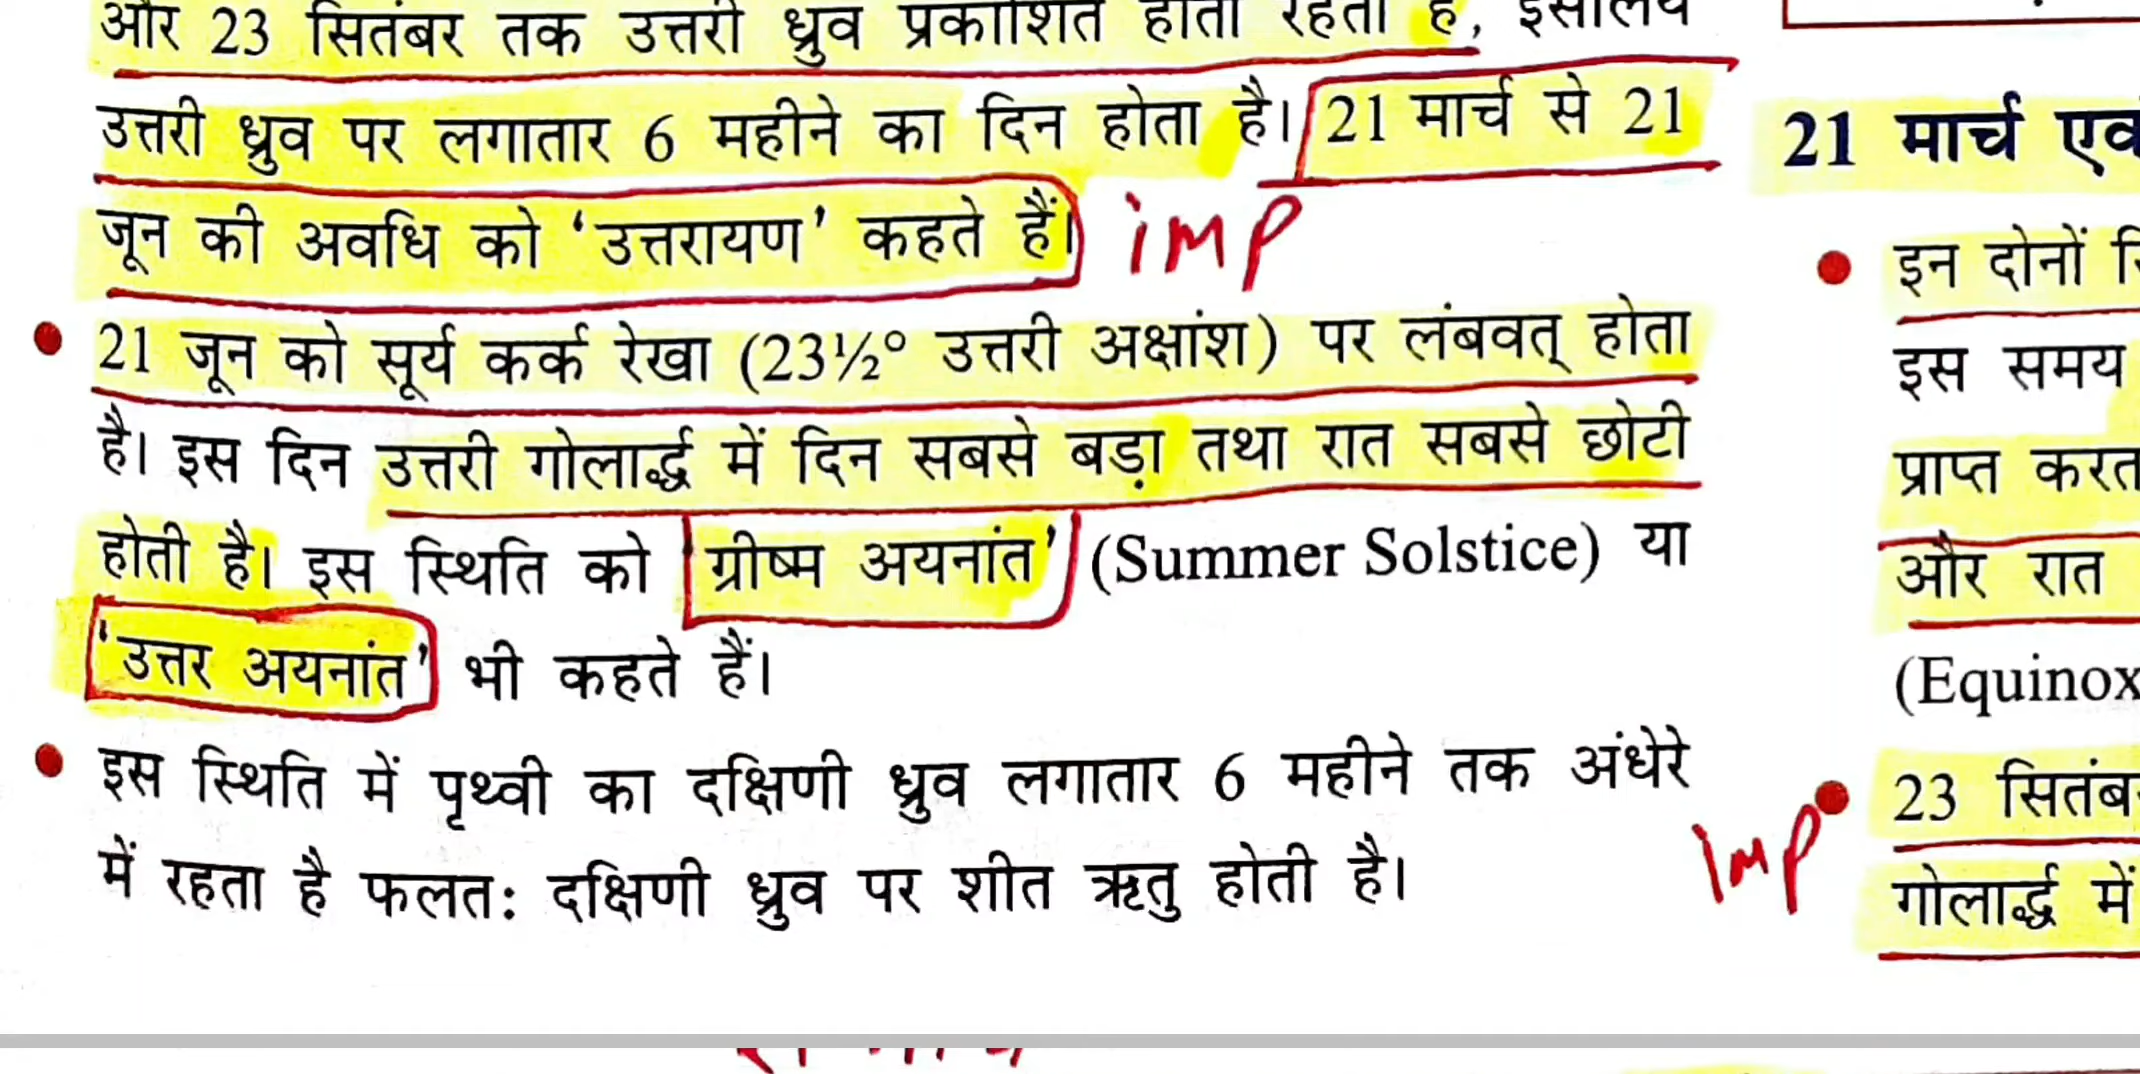 और 23 सितंबर तक उत्तरी ध्रुव प्रकाशित होता रहता है, इसलिये
उत्तरी ध्रुव पर लगातार 6 महीने का दिन होता है। 21 मार्च से 21
जून की अवधि को ‘उत्तरायण’ कहते हैं। imp
21 जून को सूर्य कर्क रेखा (23½° उत्तरी अक्षांश) पर लंबवत् होता
है। इस दिन उत्तरी गोलार्द्ध में दिन सबसे बड़ा तथा रात सबसे छोटी
होती है। इस स्थिति को ‘ग्रीष्म अयनांत’ (Summer Solstice) या
‘उत्तर अयनांत’ भी कहते हैं।
इस स्थिति में पृथ्वी का दक्षिणी ध्रुव लगातार 6 महीने तक अंधेरे
में रहता है फलत: दक्षिणी ध्रुव पर शीत ऋतु होती है।
21 मार्च एवं
इन दोनों
इस समय
प्राप्त करत
और रात
(Equinox
imp
23 सितंब
गोलार्द्ध में